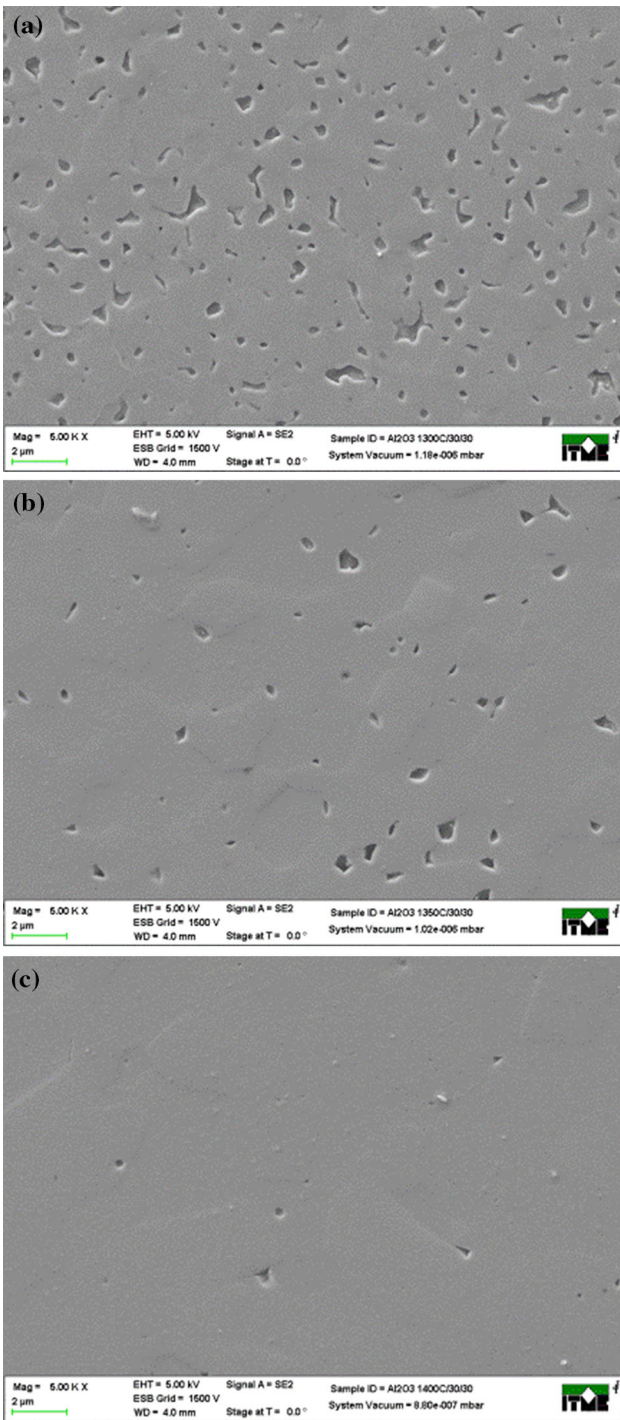 (a)
Mag = 5.00 K X EHT = 5.00 kV Signal A = SE2 Sample ID = Al2O3 1300C/30/30
2 µm ESB Grid = 1500 V System Vacuum = 1.18e-006 mbar
WD = 4.0 mm Stage at T = 0.0 °
ITME
(b)
Mag = 5.00 K X EHT = 5.00 kV Signal A = SE2 Sample ID = Al2O3 1350C/30/30
2 µm ESB Grid = 1500 V System Vacuum = 1.02e-006 mbar
WD = 4.0 mm Stage at T = 0.0 °
ITME
(c)
Mag = 5.00 K X EHT = 5.00 kV Signal A = SE2 Sample ID = Al2O3 1400C/30/30
2 µm ESB Grid = 1500 V System Vacuum = 8.60e-007 mbar
WD = 4.0 mm Stage at T = 0.0 °
ITME